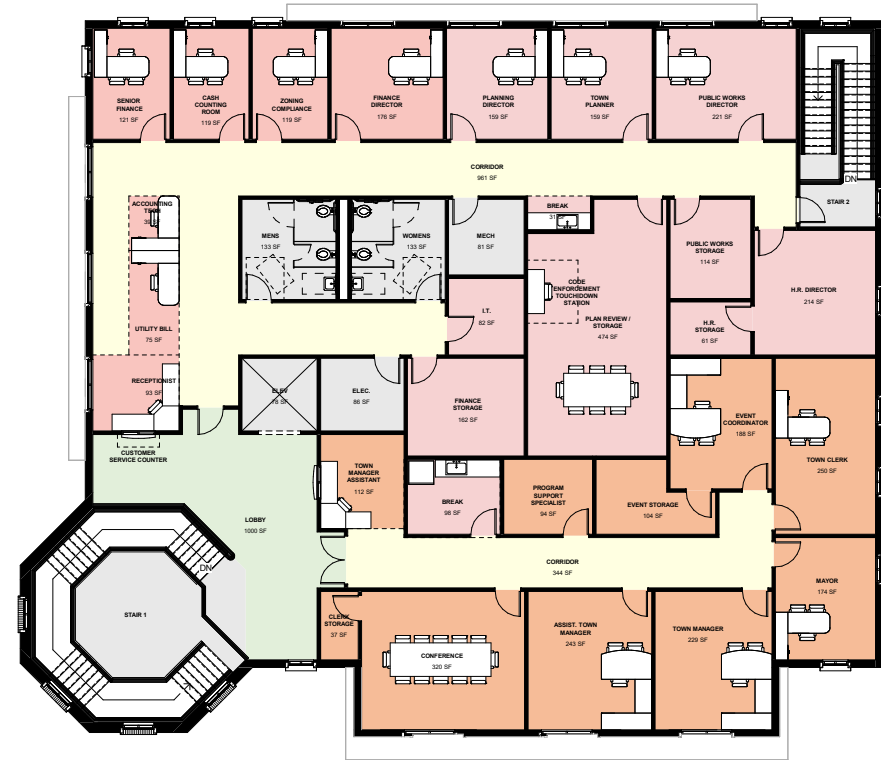 SENIOR
FINANCE
121 SF
CASH
COUNTING
ROOM
119 SF
ZONING
COMPLIANCE
119 SF
FINANCE
DIRECTOR
176 SF
PLANNING
DIRECTOR
159 SF
TOWN
PLANNER
159 SF
PUBLIC WORKS
DIRECTOR
221 SF
DN
STAIR 2
CORRIDOR
961 SF
ACCOUNTING
TECH
MENS
133 SF
WOMENS
133 SF
MECH
81 SF
BREAK
31 SF
PUBLIC WORKS
STORAGE
114 SF
H.R. DIRECTOR
214 SF
CODE
ENFORCEMENT
TOUCHDOWN
STATION
PLAN REVIEW /
STORAGE
474 SF
I.T.
82 SF
H.R.
STORAGE
61 SF
UTILITY BILL
75 SF
RECEPTIONIST
93 SF
ELEV
78 SF
ELEC.
86 SF
FINANCE
STORAGE
162 SF
EVENT
COORDINATOR
188 SF
TOWN CLERK
250 SF
CUSTOMER
SERVICE COUNTER
TOWN
MANAGER
ASSISTANT
112 SF
BREAK
98 SF
PROGRAM
SUPPORT
SPECIALIST
94 SF
EVENT STORAGE
104 SF
LOBBY
1000 SF
DN
STAIR 1
CORRIDOR
344 SF
MAYOR
174 SF
CLERK
STORAGE
37 SF
CONFERENCE
320 SF
ASSIST. TOWN
MANAGER
243 SF
TOWN MANAGER
229 SF